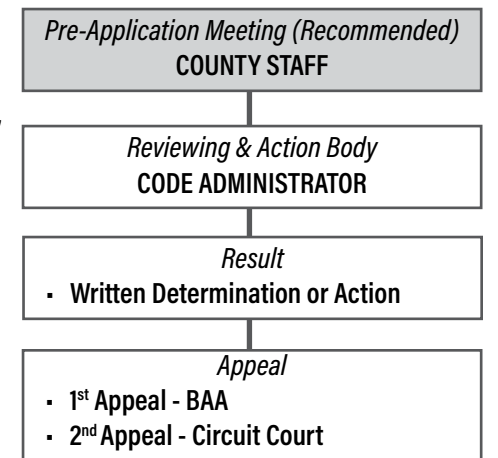 Pre-Application Meeting (Recommended)
COUNTY STAFF
Reviewing & Action Body
CODE ADMINISTRATOR
Result
▪ Written Determination or Action
Appeal
▪ 1st Appeal - BAA
▪ 2nd Appeal - Circuit Court